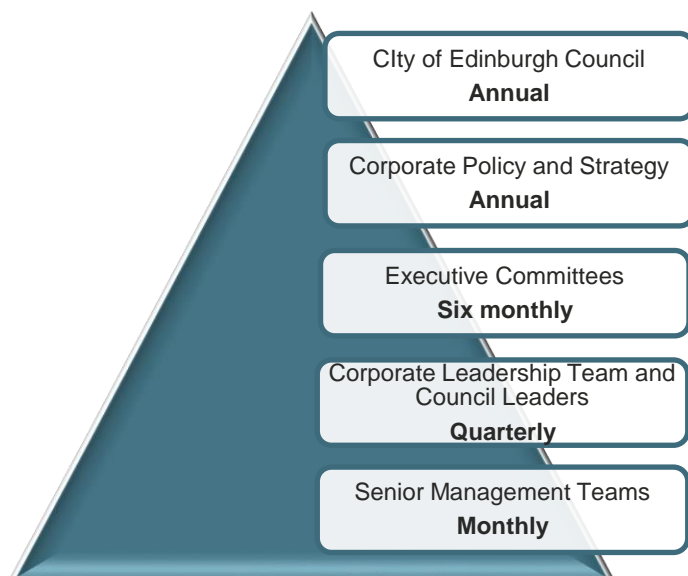 CIty of Edinburgh Council
Annual
Corporate Policy and Strategy
Annual
Executive Committees
Six monthly
Corporate Leadership Team and
Council Leaders
Quarterly
Senior Management Teams
Monthly